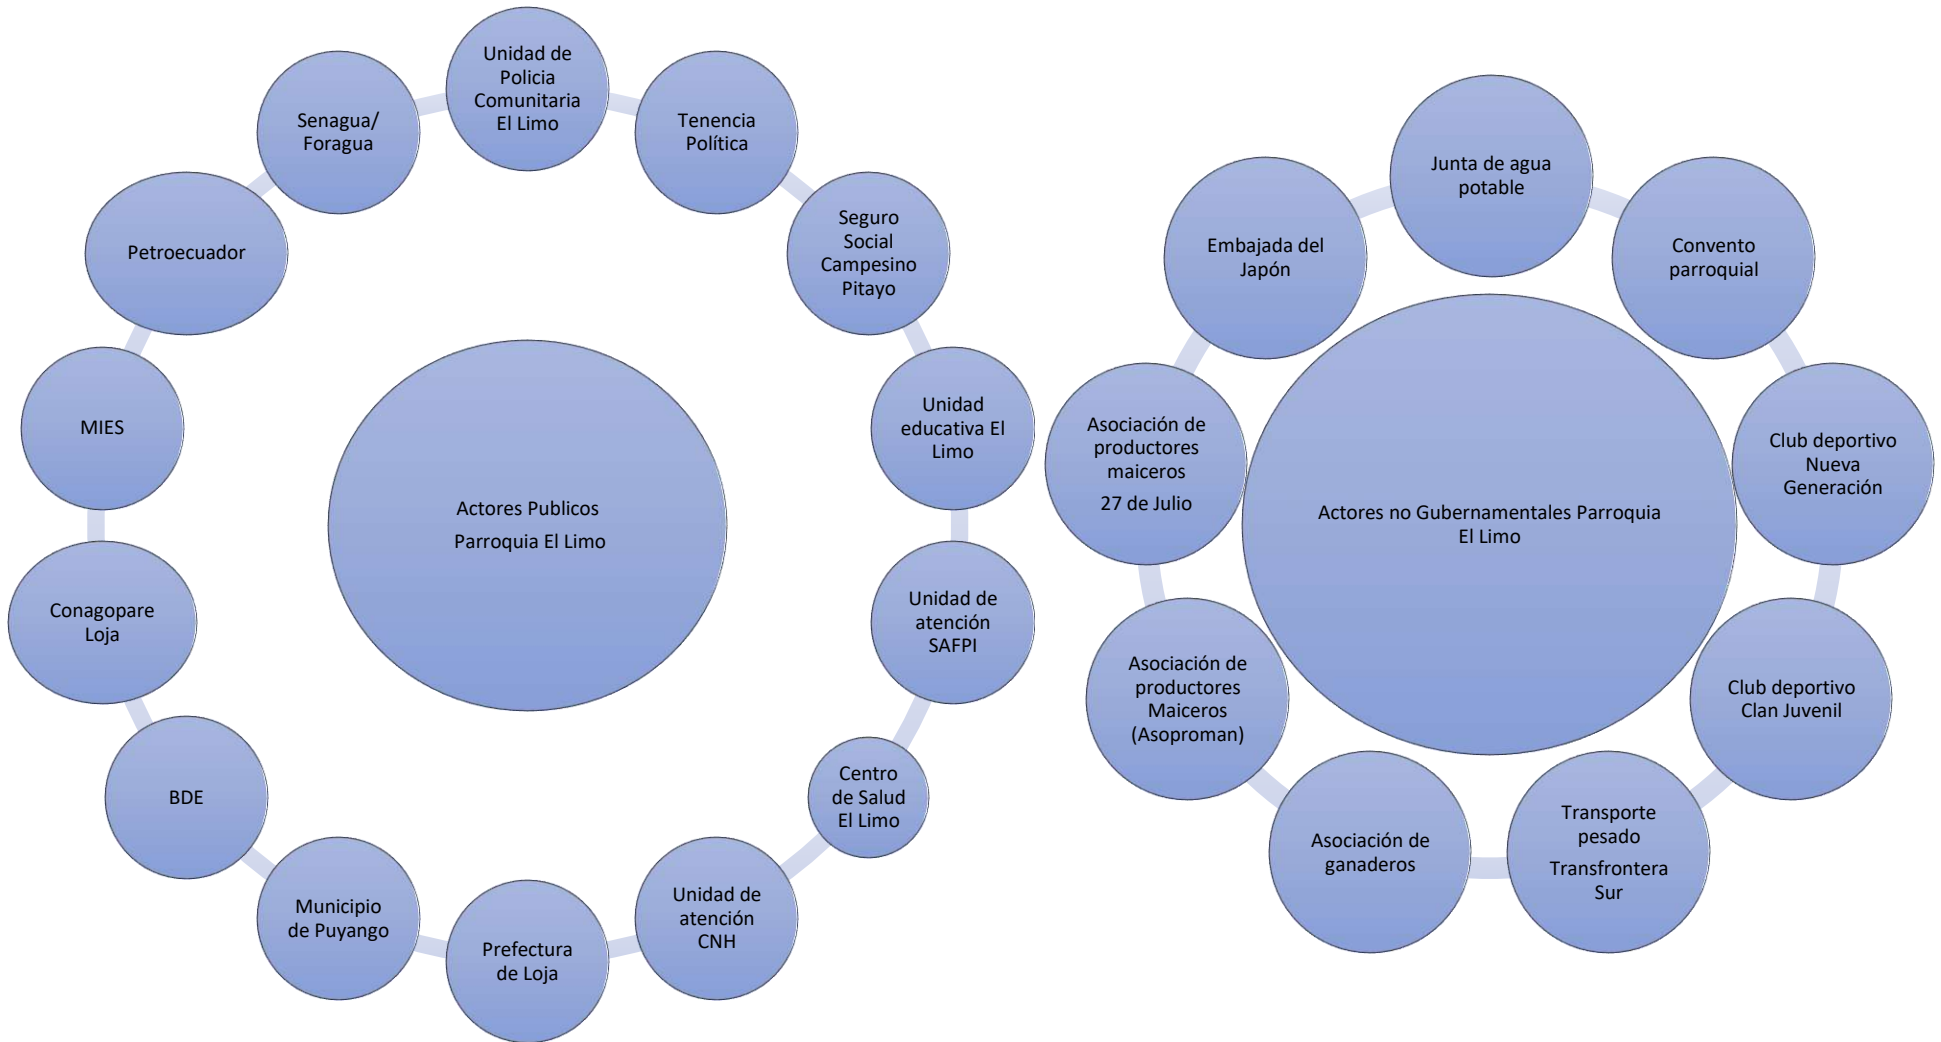 Unidad de
Policia
Comunitaria
El Limo
Tenencia
Política
Seguro
Social
Campesino
Pitayo
Unidad
educativa El
Limo
Unidad de
atención
SAFPI
Centro
de Salud
El Limo
Unidad de
atención
CNH
Prefectura
de Loja
Municipio
de Puyango
BDE
Conagopare
Loja
MIES
Petroecuador
Senagua/
Foragua
Actores Publicos
Parroquia El Limo
Junta de agua
potable
Convento
parroquial
Club deportivo
Nueva
Generación
Club deportivo
Clan Juvenil
Transporte
pesado
Transfrontera
Sur
Asociación de
ganaderos
Asociación de
productores
Maiceros
(Asoproman)
Asociación de
productores
maiceros
27 de Julio
Embajada del
Japón
Actores no Gubernamentales Parroquia
El Limo